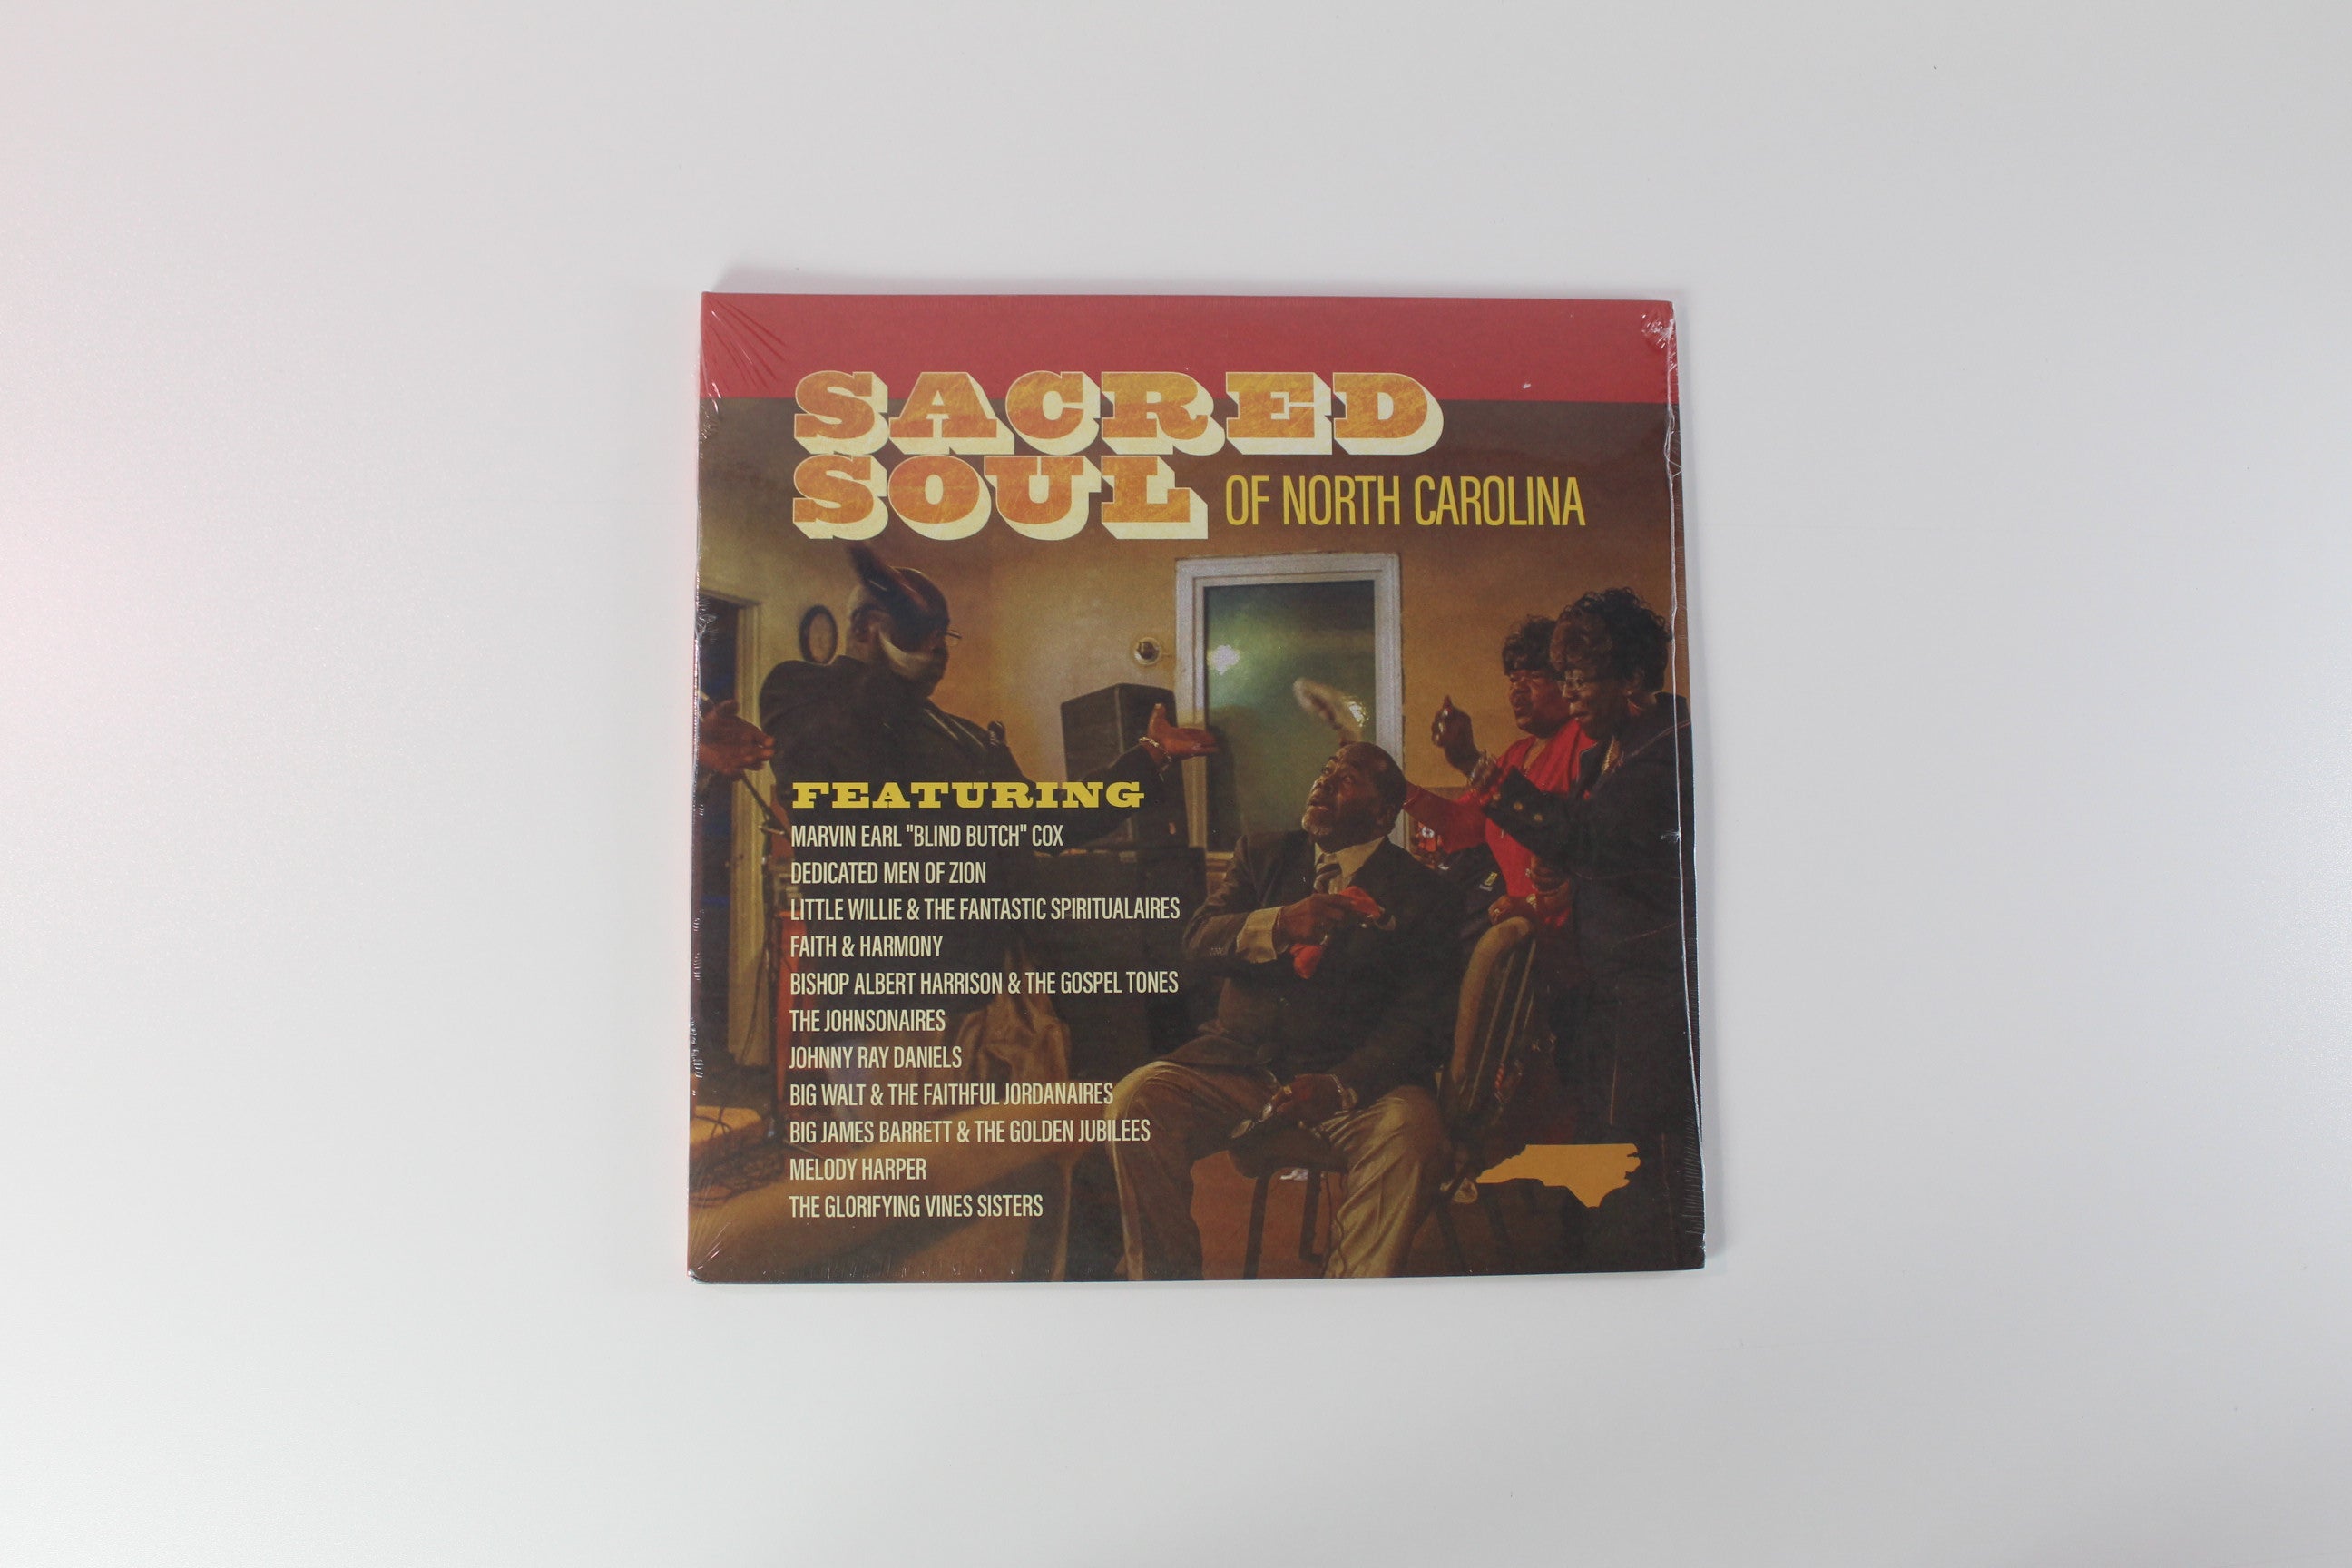 SACRED
SOUL OF NORTH CAROLINA
FEATURING
MARVIN EARL "BLIND BUTCH" COX
DEDICATED MEN OF ZION
LITTLE WILLIE & THE FANTASTIC SPIRITUALAIRES
FAITH & HARMONY
BISHOP ALBERT HARRISON & THE GOSPEL TONES
THE JOHNSONAIRES
JOHNNY RAY DANIELS
BIG WALT & THE FAITHFUL JORDANAIRES
BIG JAMES BARRETT & THE GOLDEN JUBILEES
MELODY HARPER
THE GLORIFYING VINES SISTERS